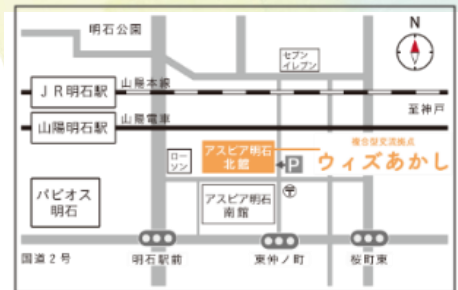 明石公園
N
セブン
イレブン
JR明石駅
山陽本線
至神戸
山陽明石駅
山陽電車
ローソン
アスピア明石
北館
P
複合型交流拠点
ウィズあかし
パピオス
明石
アスピア明石
南館
〒
国道2号
明石駅前
東仲ノ町
桜町東